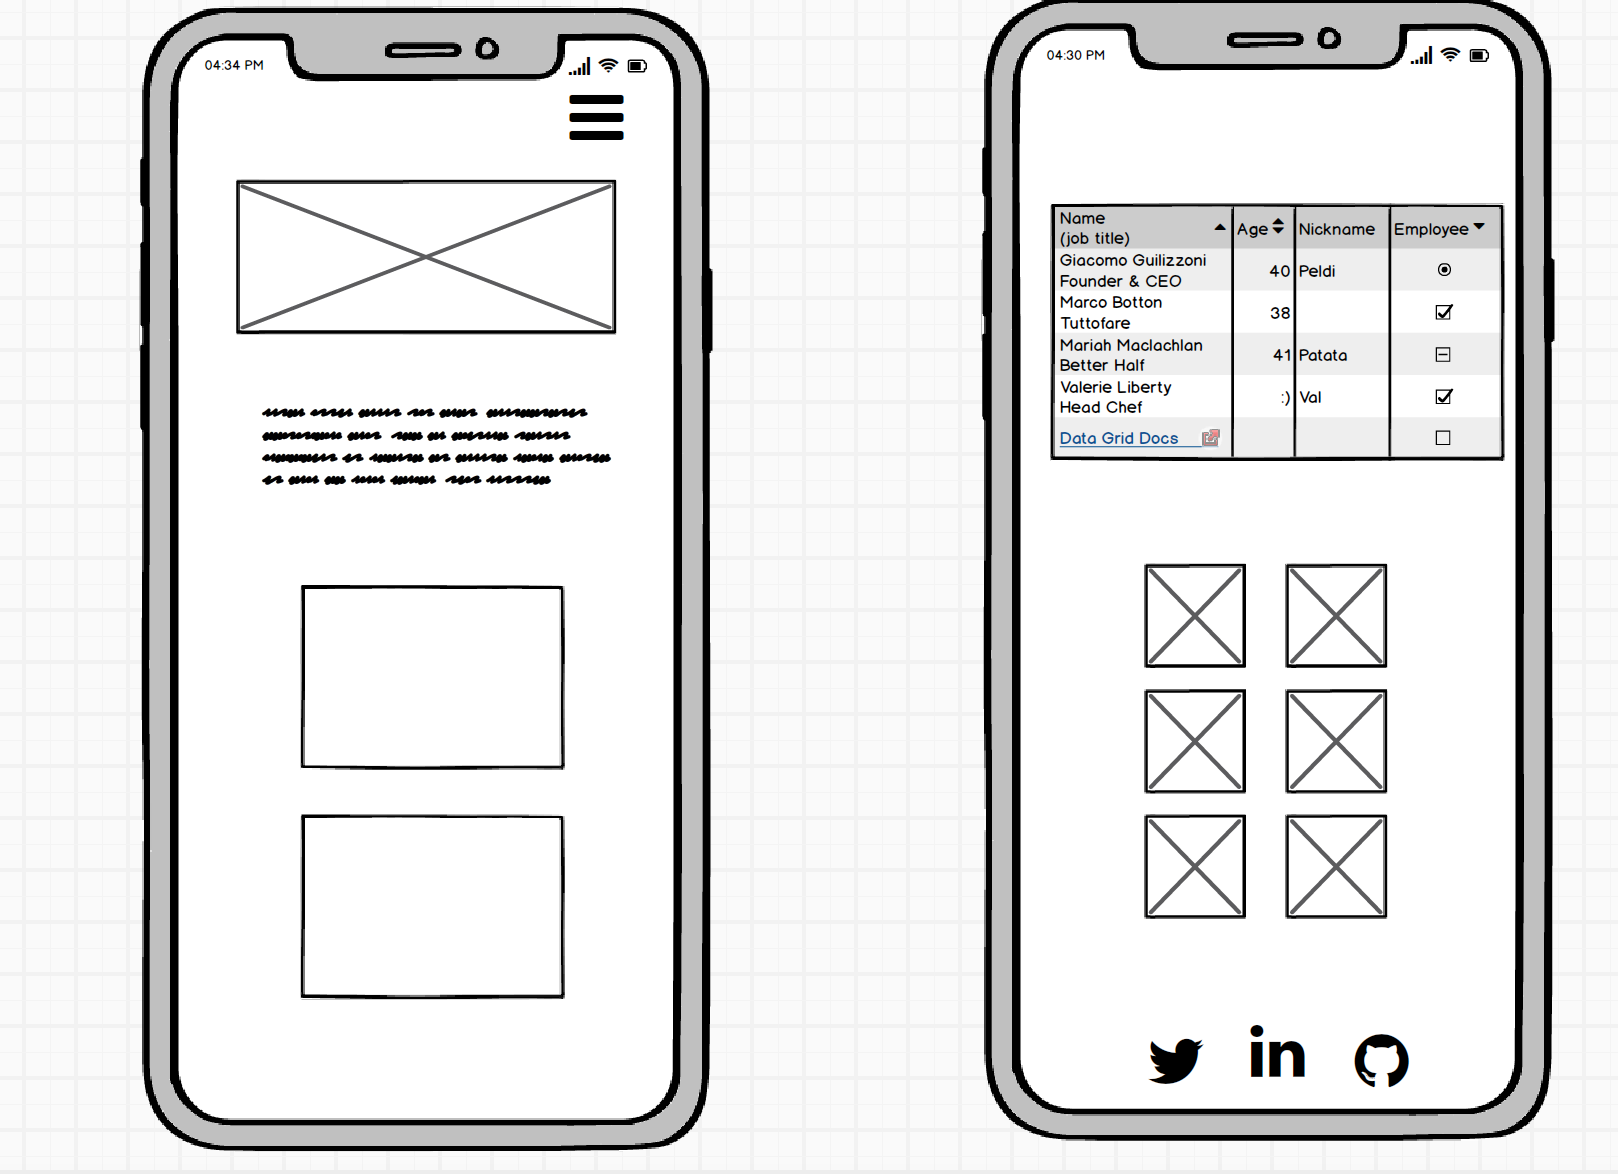 04:34 PM
04:30 PM
Name
(job title)
Age
Nickname
Employee
Giacomo Guilizzoni
Founder & CEO
40
Peldi
Marco Botton
Tuttofare
38
Mariah Maclachlan
Better Half
41
Patata
Valerie Liberty
Head Chef
:)
Val
Data Grid Docs
in